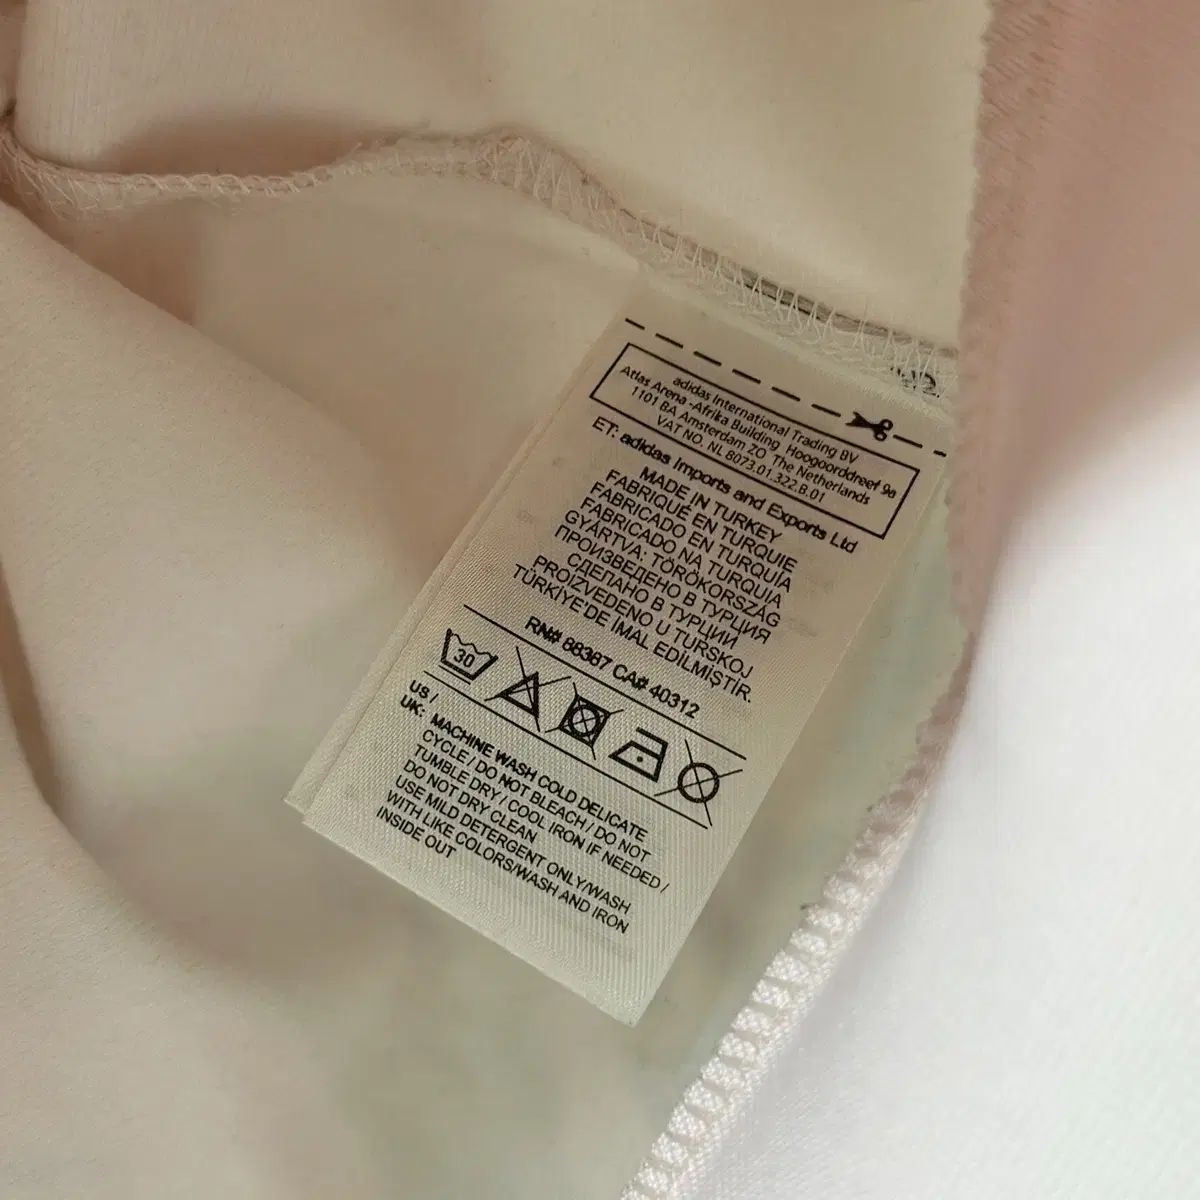 adidas International Trading BV
Atlas Arena -Afrika Building Hoogoorddreef 9a
1101 BA Amsterdam ZO The Netherlands
VAT NO. NL 8073.01.322.B.01
ET: adidas Imports and Exports Ltd
MADE IN TURKEY
FABRIQUÉ EN TURQUIE
FABRICADO EN TURQUÍA
FABRICADO NA TURQUIA
GYÁRTVA: TÖRÖKORSZÁG
ПРОИЗВЕДЕНО В ТУРЦИЯ
СДЕЛАНО В ТУРЦИИ
PROIZVEDENO U TURSKOJ
TÜRKİYE'DE İMAL EDİLMİŞTİR.
RN# 88387 CA# 40312
30
US /
UK: MACHINE WASH COLD DELICATE
CYCLE / DO NOT BLEACH / DO NOT
TUMBLE DRY / COOL IRON IF NEEDED /
DO NOT DRY CLEAN
USE MILD DETERGENT ONLY/WASH
WITH LIKE COLORS/WASH AND IRON
INSIDE OUT